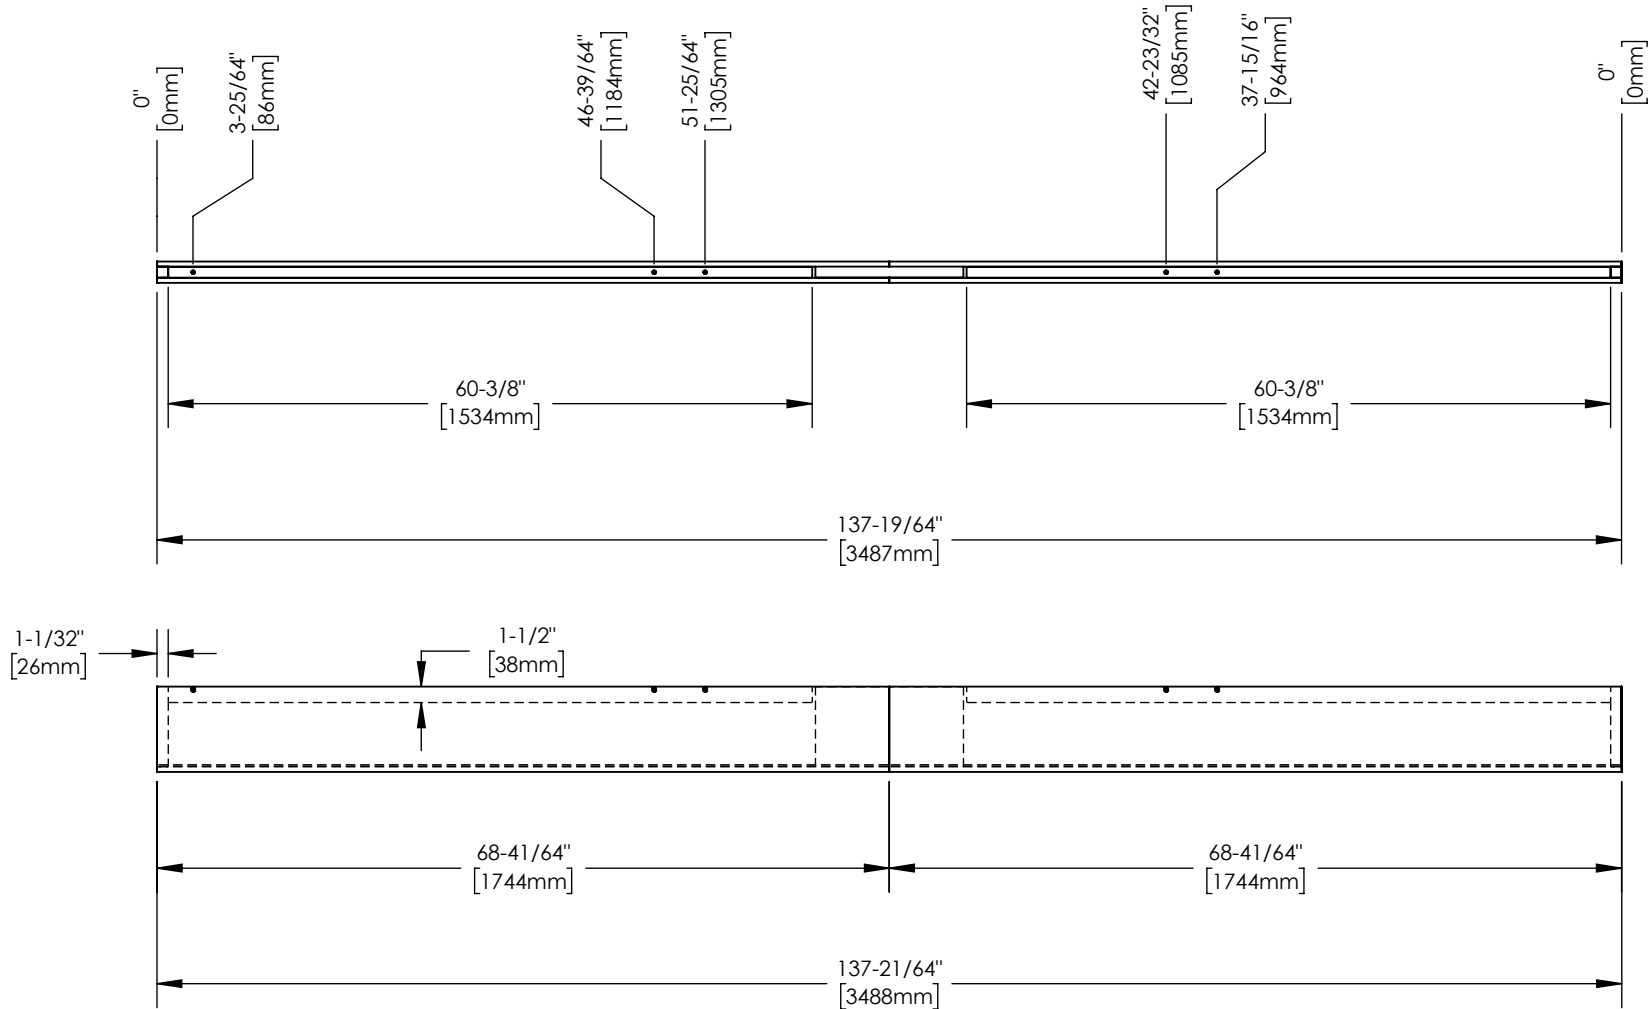 0"
[0mm]
3-25/64"
[86mm]
46-39/64"
[1184mm]
51-25/64"
[1305mm]
42-23/32"
[1085mm]
37-15/16"
[964mm]
0"
[0mm]
60-3/8"
[1534mm]
60-3/8"
[1534mm]
137-19/64"
[3487mm]
1-1/32"
[26mm]
1-1/2"
[38mm]
68-41/64"
[1744mm]
68-41/64"
[1744mm]
137-21/64"
[3488mm]